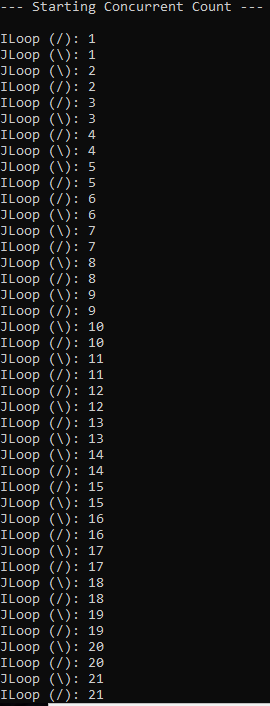 --- Starting Concurrent Count ---
ILoop (/): 1
JLoop (\): 1
JLoop (\): 2
ILoop (/): 2
ILoop (/): 3
JLoop (\): 3
ILoop (/): 4
JLoop (\): 4
JLoop (\): 5
ILoop (/): 5
ILoop (/): 6
JLoop (\): 6
JLoop (\): 7
ILoop (/): 7
JLoop (\): 8
ILoop (/): 8
JLoop (\): 9
ILoop (/): 9
JLoop (\): 10
ILoop (/): 10
JLoop (\): 11
ILoop (/): 11
ILoop (/): 12
JLoop (\): 12
ILoop (/): 13
JLoop (\): 13
JLoop (\): 14
ILoop (/): 14
ILoop (/): 15
JLoop (\): 15
JLoop (\): 16
ILoop (/): 16
JLoop (\): 17
ILoop (/): 17
JLoop (\): 18
ILoop (/): 18
JLoop (\): 19
ILoop (/): 19
JLoop (\): 20
ILoop (/): 20
JLoop (\): 21
ILoop (/): 21